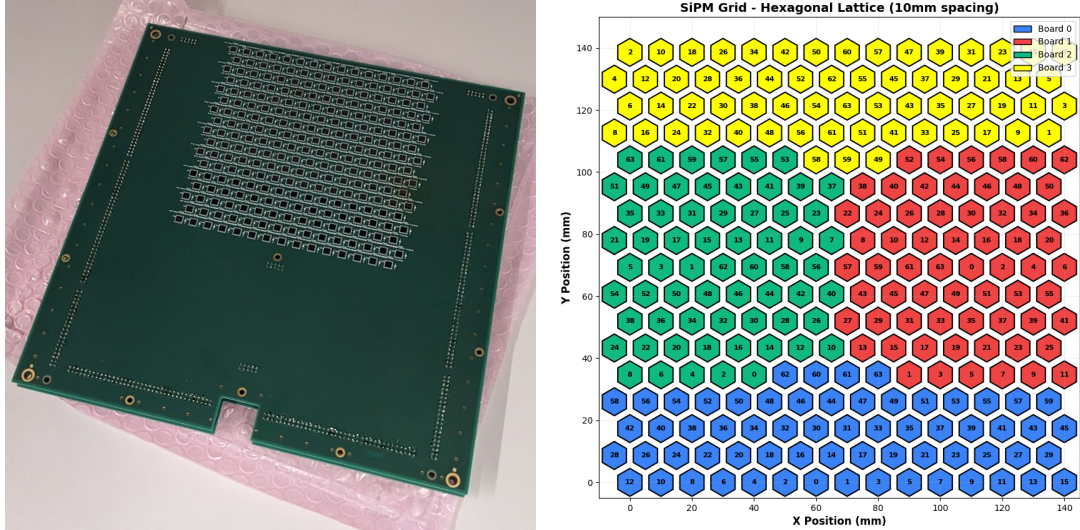 SiPM Grid - Hexagonal Lattice (10mm spacing)
Board 0
Board 1
Board 2
Board 3
Y Position (mm)
140
120
100
80
60
40
20
0
2 10 18 26 34 42 50 60 57 47 39 31 23
4 12 20 28 36 44 52 62 55 45 37 29 21 13 5
6 14 22 30 38 46 54 63 53 43 35 27 19 11 3
8 16 24 32 40 48 56 61 51 41 33 25 17 9 1
63 61 59 57 55 53 58 59 49 52 54 56 58 60 62
51 49 47 45 43 41 39 37 38 40 42 44 46 48 50
35 33 31 29 27 25 23 22 24 26 28 30 32 34 36
21 19 17 15 13 11 9 7 8 10 12 14 16 18 20
5 3 1 62 60 58 56 57 59 61 63 0 2 4 6
54 52 50 48 46 44 42 40 45 43 47 49 51 53 55
38 36 34 32 30 28 26 27 29 31 33 35 37 39 41
24 22 20 18 16 14 12 10 13 15 17 19 21 23 25
8 6 4 2 0 62 60 61 63 1 3 5 7 9 11
58 56 54 52 50 48 46 44 47 49 51 53 55 57 59
42 40 38 36 34 32 30 31 33 35 37 39 41 43 45
28 26 24 22 20 18 16 14 17 19 21 23 25 27 29
12 10 8 6 4 2 0 1 3 5 7 9 11 13 15
0 20 40 60 80 100 120 140
X Position (mm)